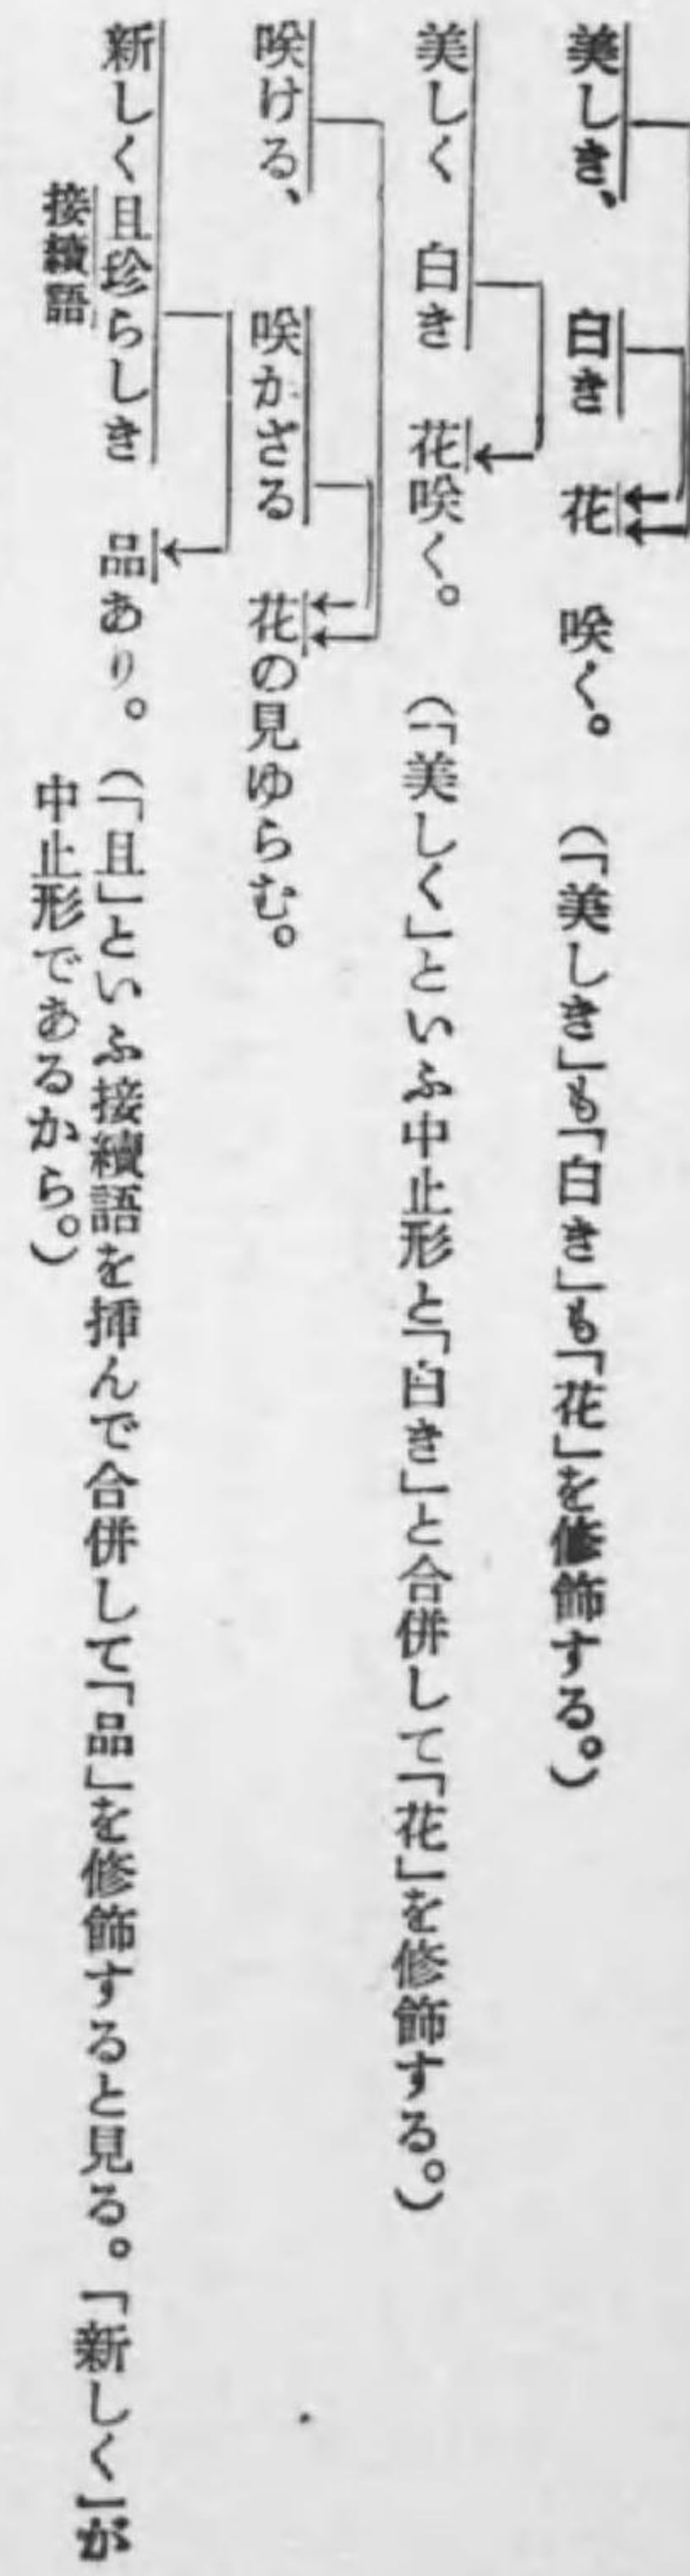 美しき、白き花咲く。(「美しき」も「白き」も「花」を修飾する。)
美しく白き花咲く。(「美しく」といふ中止形と「白き」と合併して「花」を修飾する。)
咲ける、咲かざる花の見ゆらむ。
新しく且珍らしき品あり。(「且」といふ接續語を挿んで合併して「品」を修飾すると見る。「新しく」が
接續語
中止形であるから。)